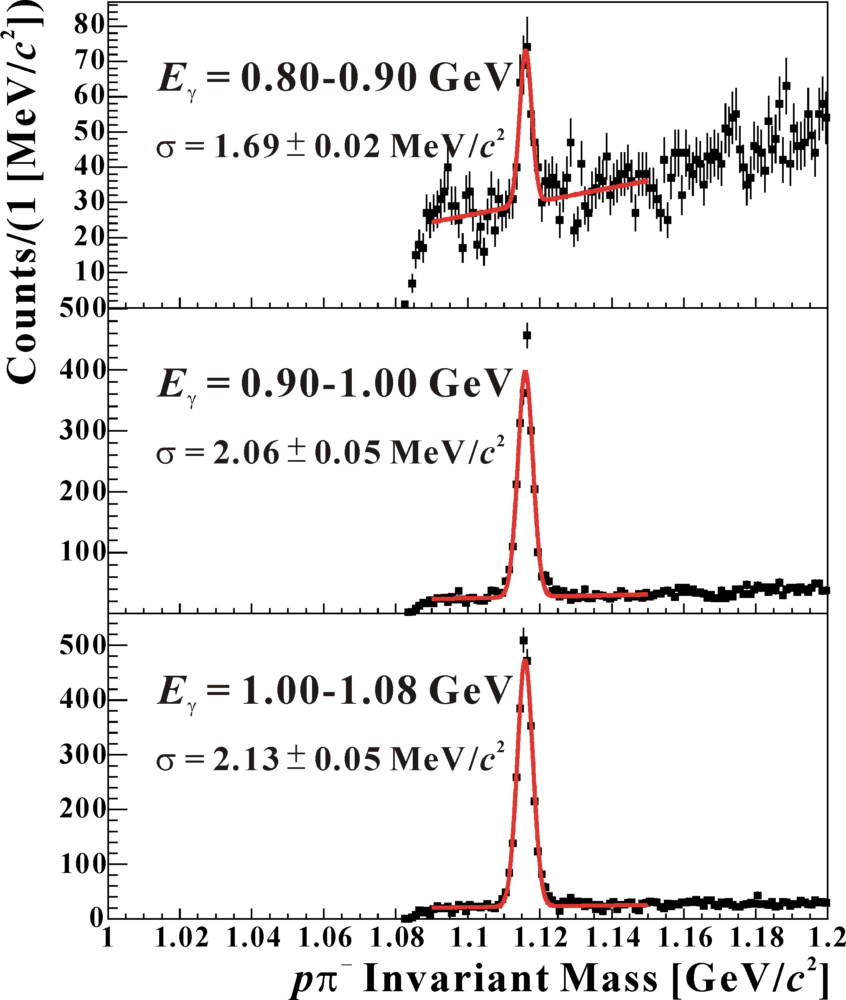 Counts/(1 [MeV/c²])
80
70
60
50
40
30
20
10
Eγ = 0.80-0.90 GeV
σ = 1.69 ± 0.02 MeV/c²
500
400
300
200
100
Eγ = 0.90-1.00 GeV
σ = 2.06 ± 0.05 MeV/c²
500
400
300
200
100
0
Eγ = 1.00-1.08 GeV
σ = 2.13 ± 0.05 MeV/c²
1 1.02 1.04 1.06 1.08 1.1 1.12 1.14 1.16 1.18 1.2
pπ⁻ Invariant Mass [GeV/c²]